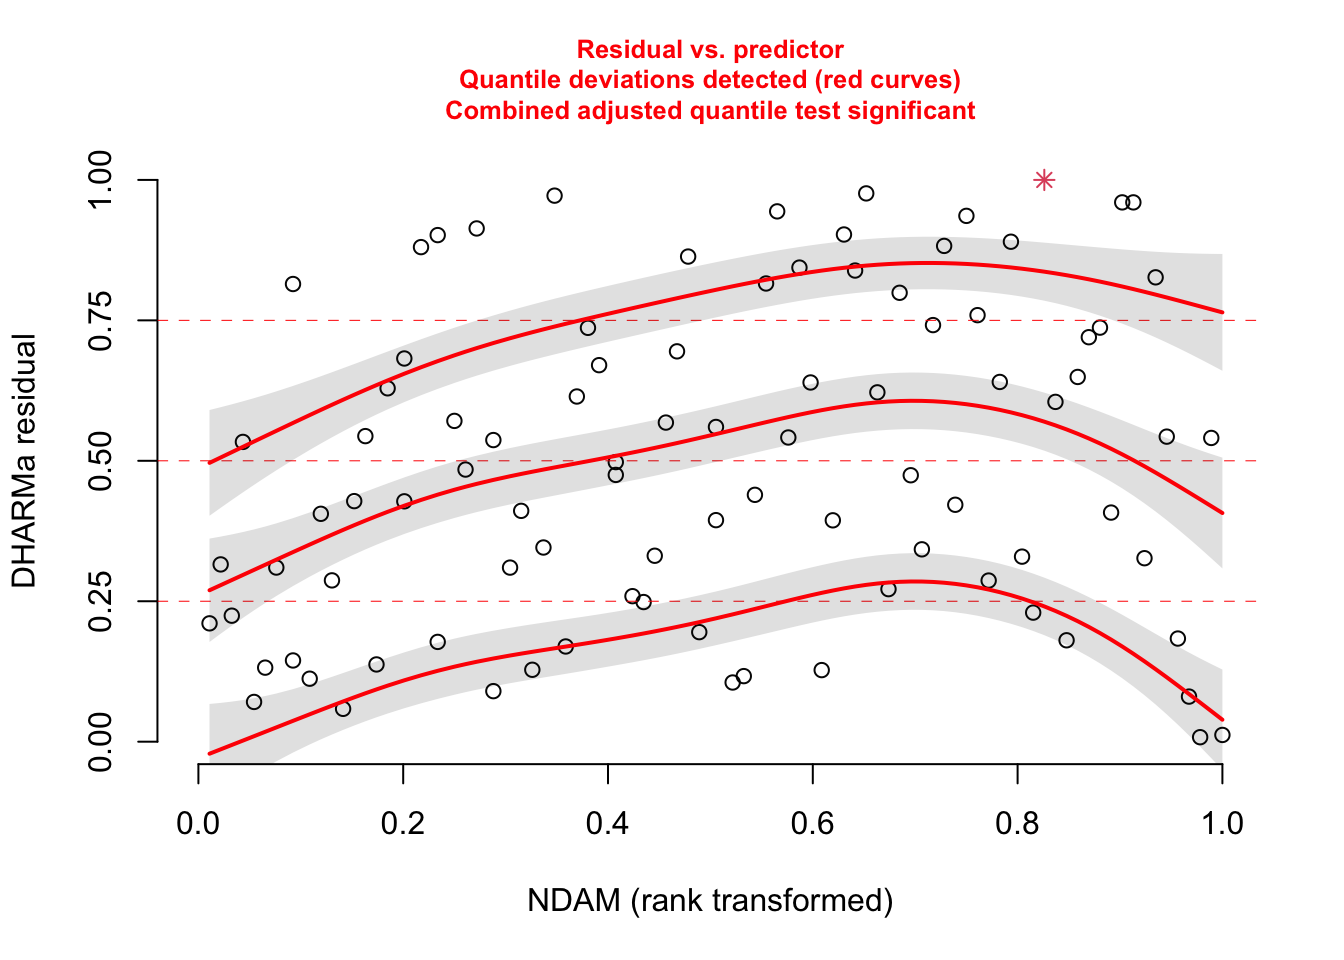 Residual vs. predictor
Quantile deviations detected (red curves)
Combined adjusted quantile test significant
DHARMa residual
1.00
0.75
0.50
0.25
0.00
0.0 0.2 0.4 0.6 0.8 1.0
NDAM (rank transformed)